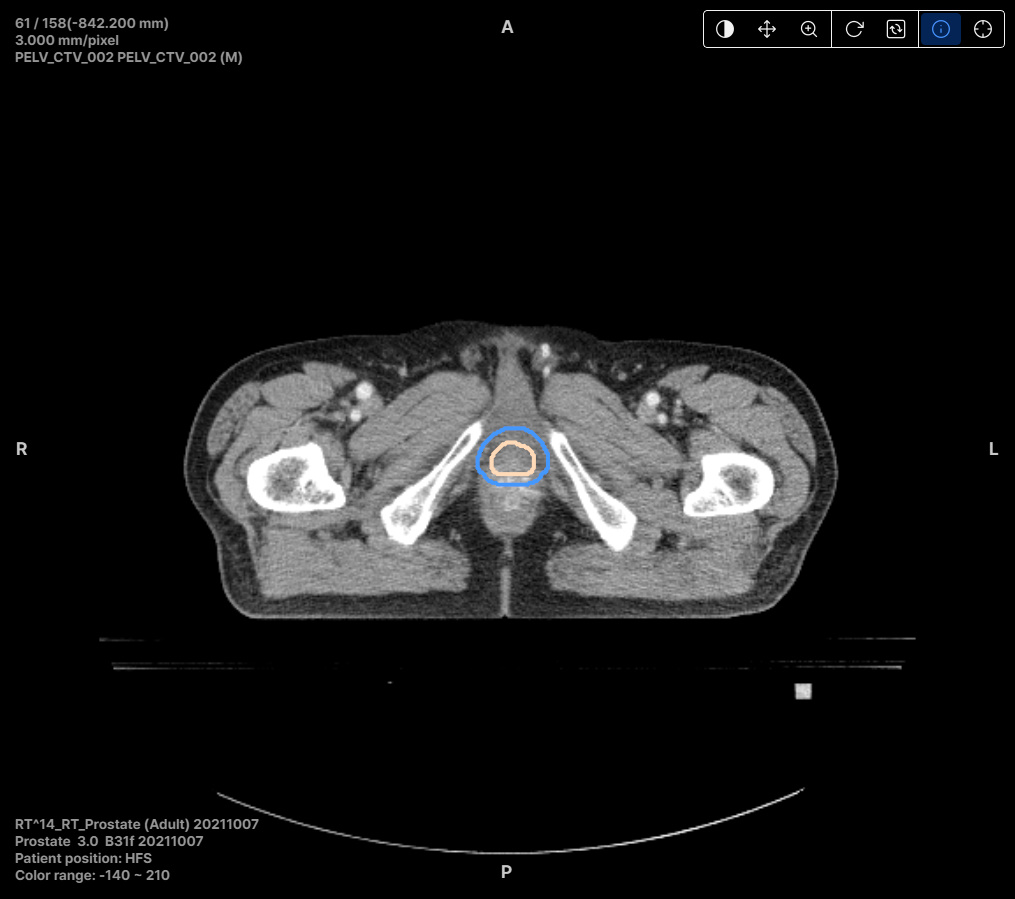 61 / 158(-842.200 mm)
3.000 mm/pixel
PELV_CTV_002 PELV_CTV_002 (M)
A
R
L
RT^14_RT_Prostate (Adult) 20211007
Prostate  3.0  B31f 20211007
Patient position: HFS
Color range: -140 ~ 210
P